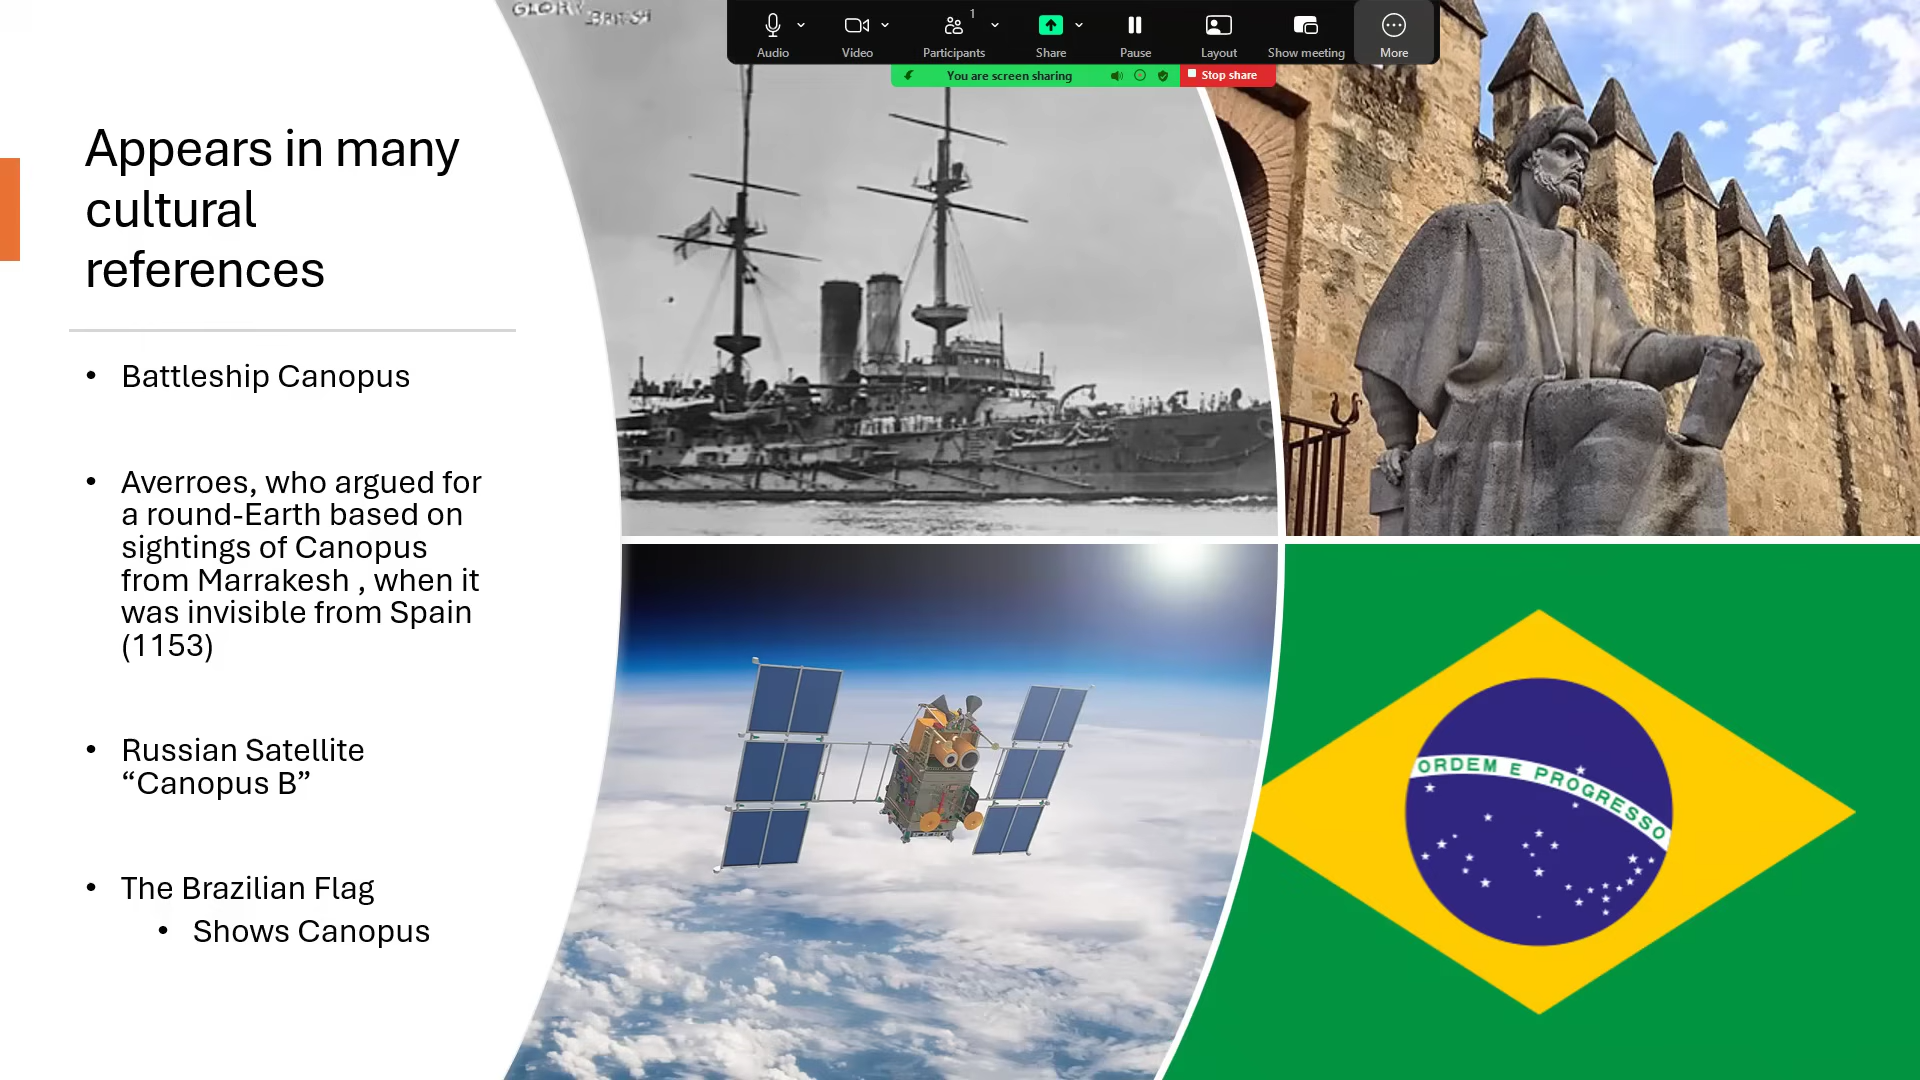 GLORY BRITISH
1
Audio Video Participants Share Pause Layout Show meeting More
You are screen sharing Stop share
Appears in many
cultural
references
• Battleship Canopus
• Averroes, who argued for
a round-Earth based on
sightings of Canopus
from Marrakesh , when it
was invisible from Spain
(1153)
• Russian Satellite
“Canopus B”
• The Brazilian Flag
• Shows Canopus
ORDEM E PROGRESSO